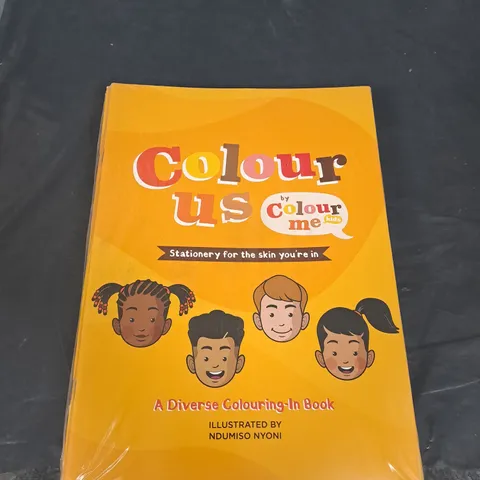 Colour
us
by
Colour
me
kids
Stationery for the skin you're in
A Diverse Colouring-In Book
ILLUSTRATED BY
NDUMISO NYONI